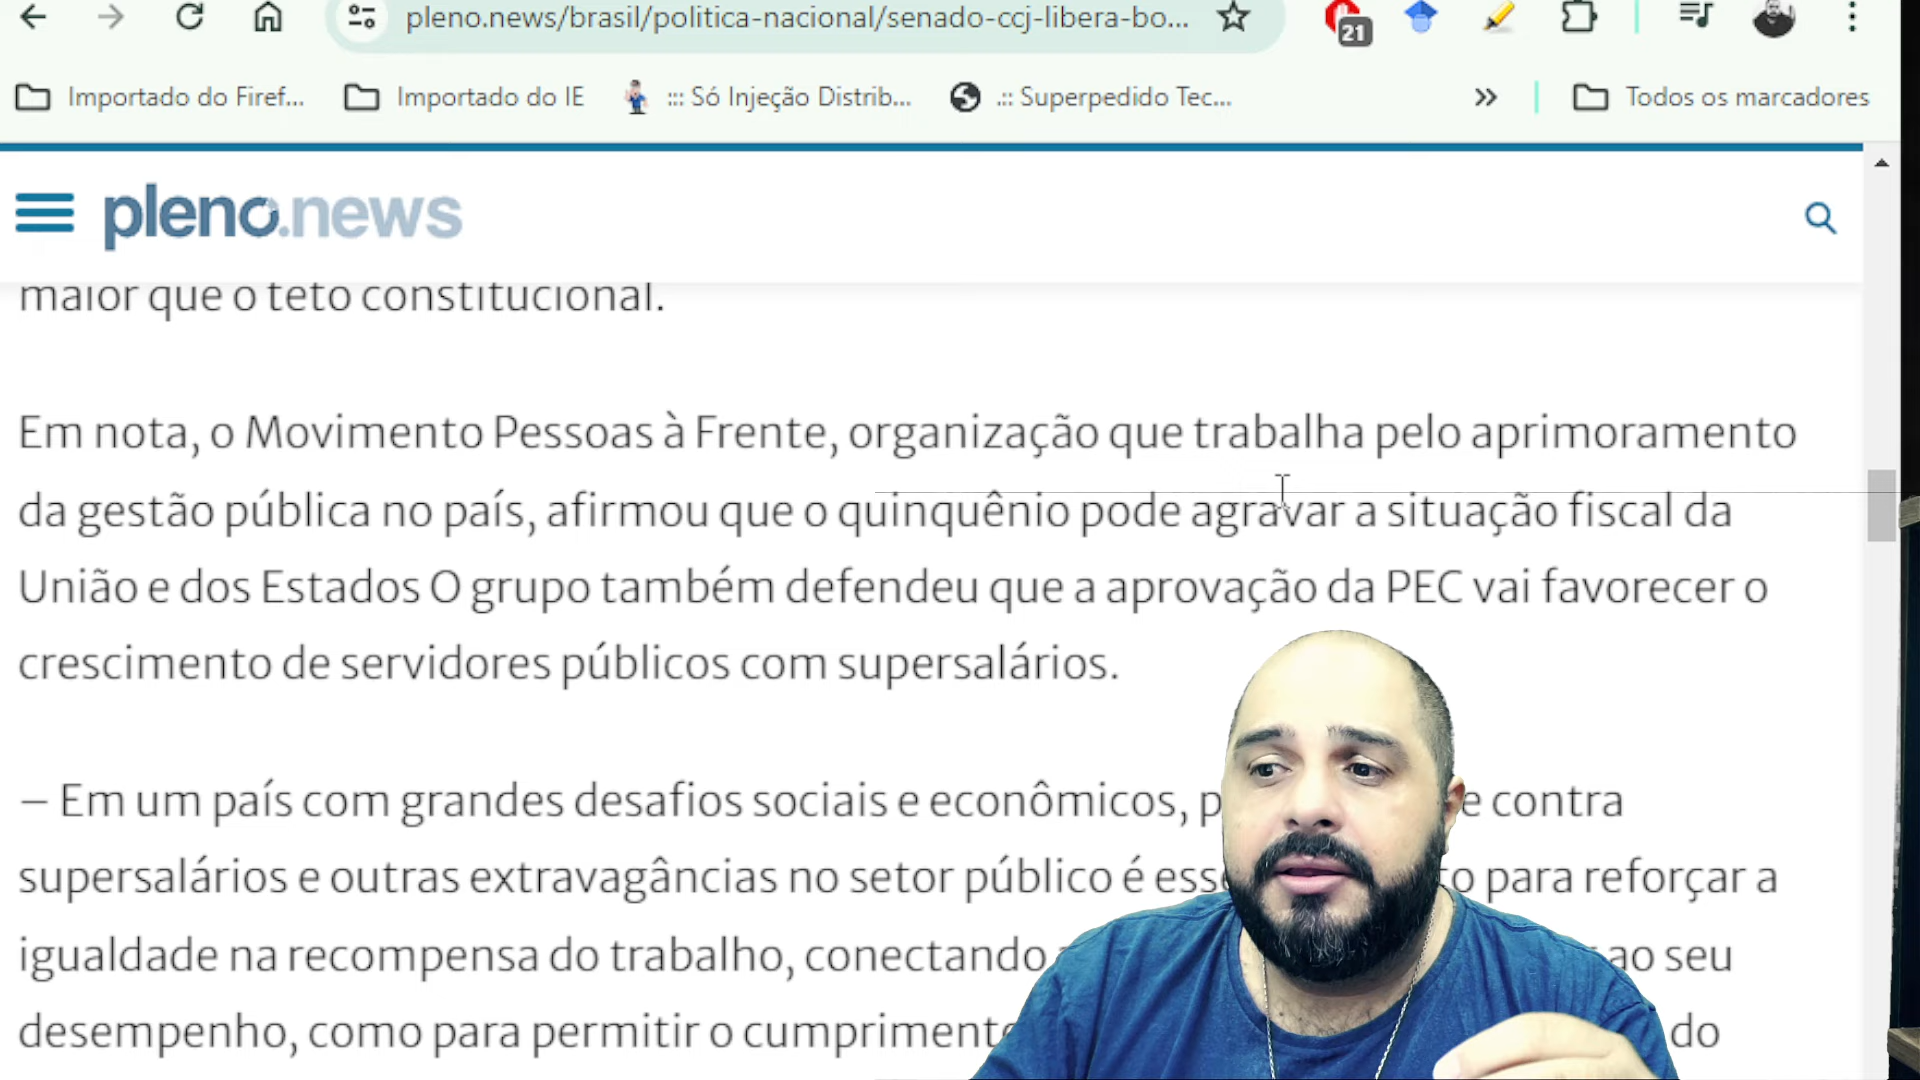 pleno.news/brasil/politica-nacional/senado-ccj-libera-bo...
21
Importado do Firef...
Importado do IE
::: Só Injeção Distrib...
.:: Superpedido Tec...
»
Todos os marcadores
pleno.news
maior que o teto constitucional.
Em nota, o Movimento Pessoas à Frente, organização que trabalha pelo aprimoramento
da gestão pública no país, afirmou que o quinquênio pode agravar a situação fiscal da
União e dos Estados O grupo também defendeu que a aprovação da PEC vai favorecer o
crescimento de servidores públicos com supersalários.
– Em um país com grandes desafios sociais e econômicos, e contra
supersalários e outras extravagâncias no setor público é para reforçar a
igualdade na recompensa do trabalho, conectando ao seu
desempenho, como para permitir o do